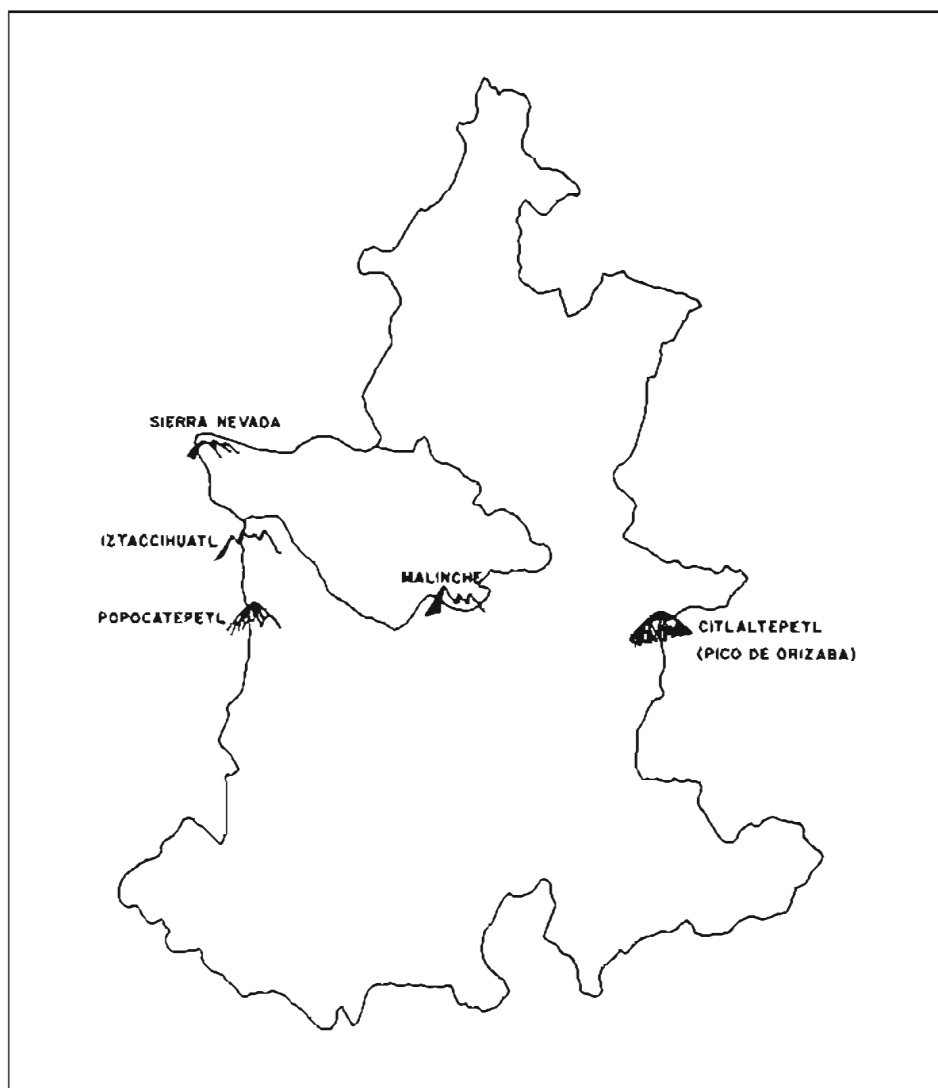 SIERRA NEVADA
IZTACCIHUATL
MALINCHE
POPOCATEPETL
CITLALTEPETL
(PICO DE ORIZABA)